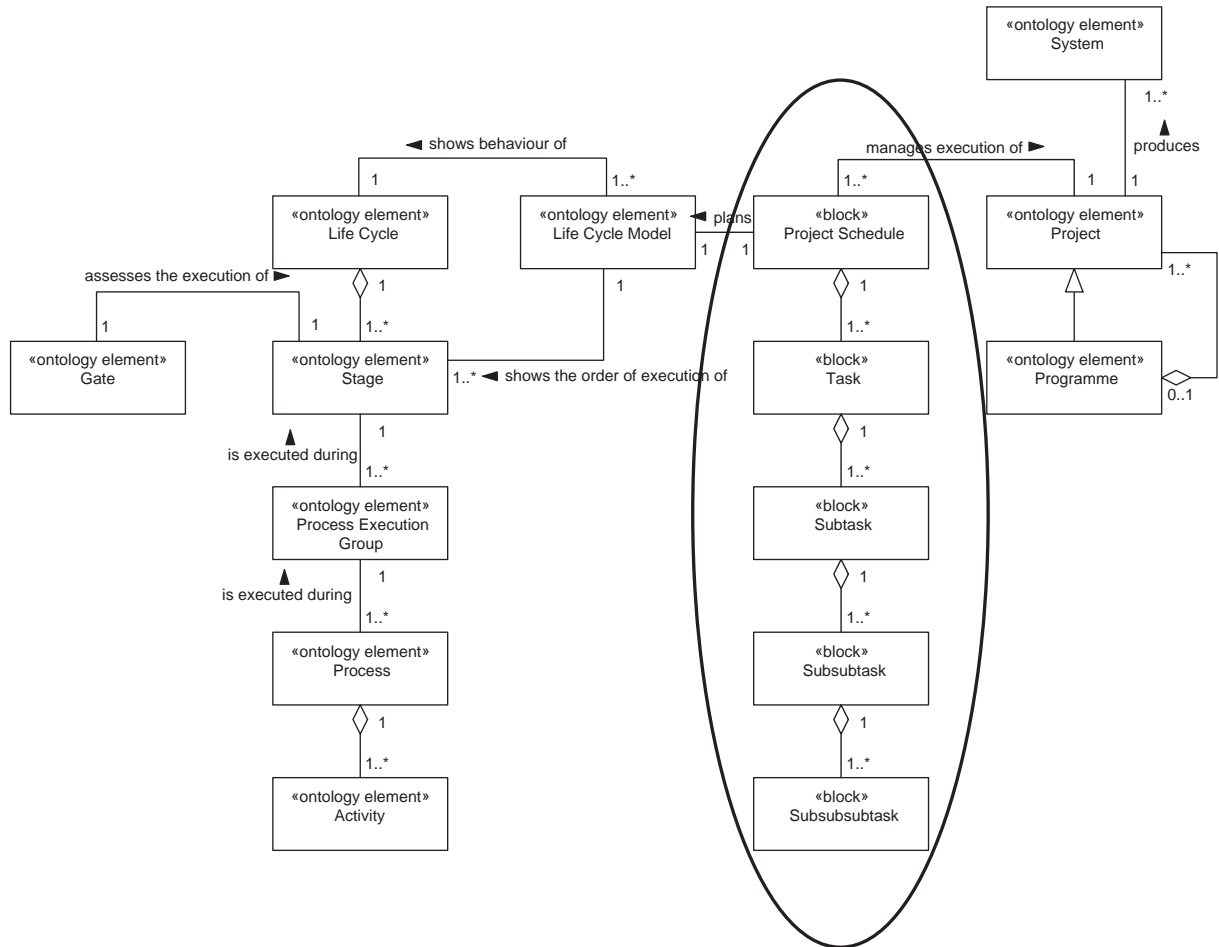 «ontology element»
System
1..*
produces
1
shows behaviour of
1
1..*
manages execution of
1..*
1
«ontology element»
Life Cycle
«ontology element»
Life Cycle Model
plans
1
1
«block»
Project Schedule
«ontology element»
Project
1..*
assesses the execution of
1
1
1
1..*
1
1
1..*
«ontology element»
Gate
«ontology element»
Stage
1..*
shows the order of execution of
«block»
Task
«ontology element»
Programme
0..1
1
is executed during
1..*
1
1..*
«ontology element»
Process Execution
Group
«block»
Subtask
1
is executed during
1..*
1
1..*
«ontology element»
Process
«block»
Subsubtask
1
1..*
1
1..*
«ontology element»
Activity
«block»
Subsubsubtask